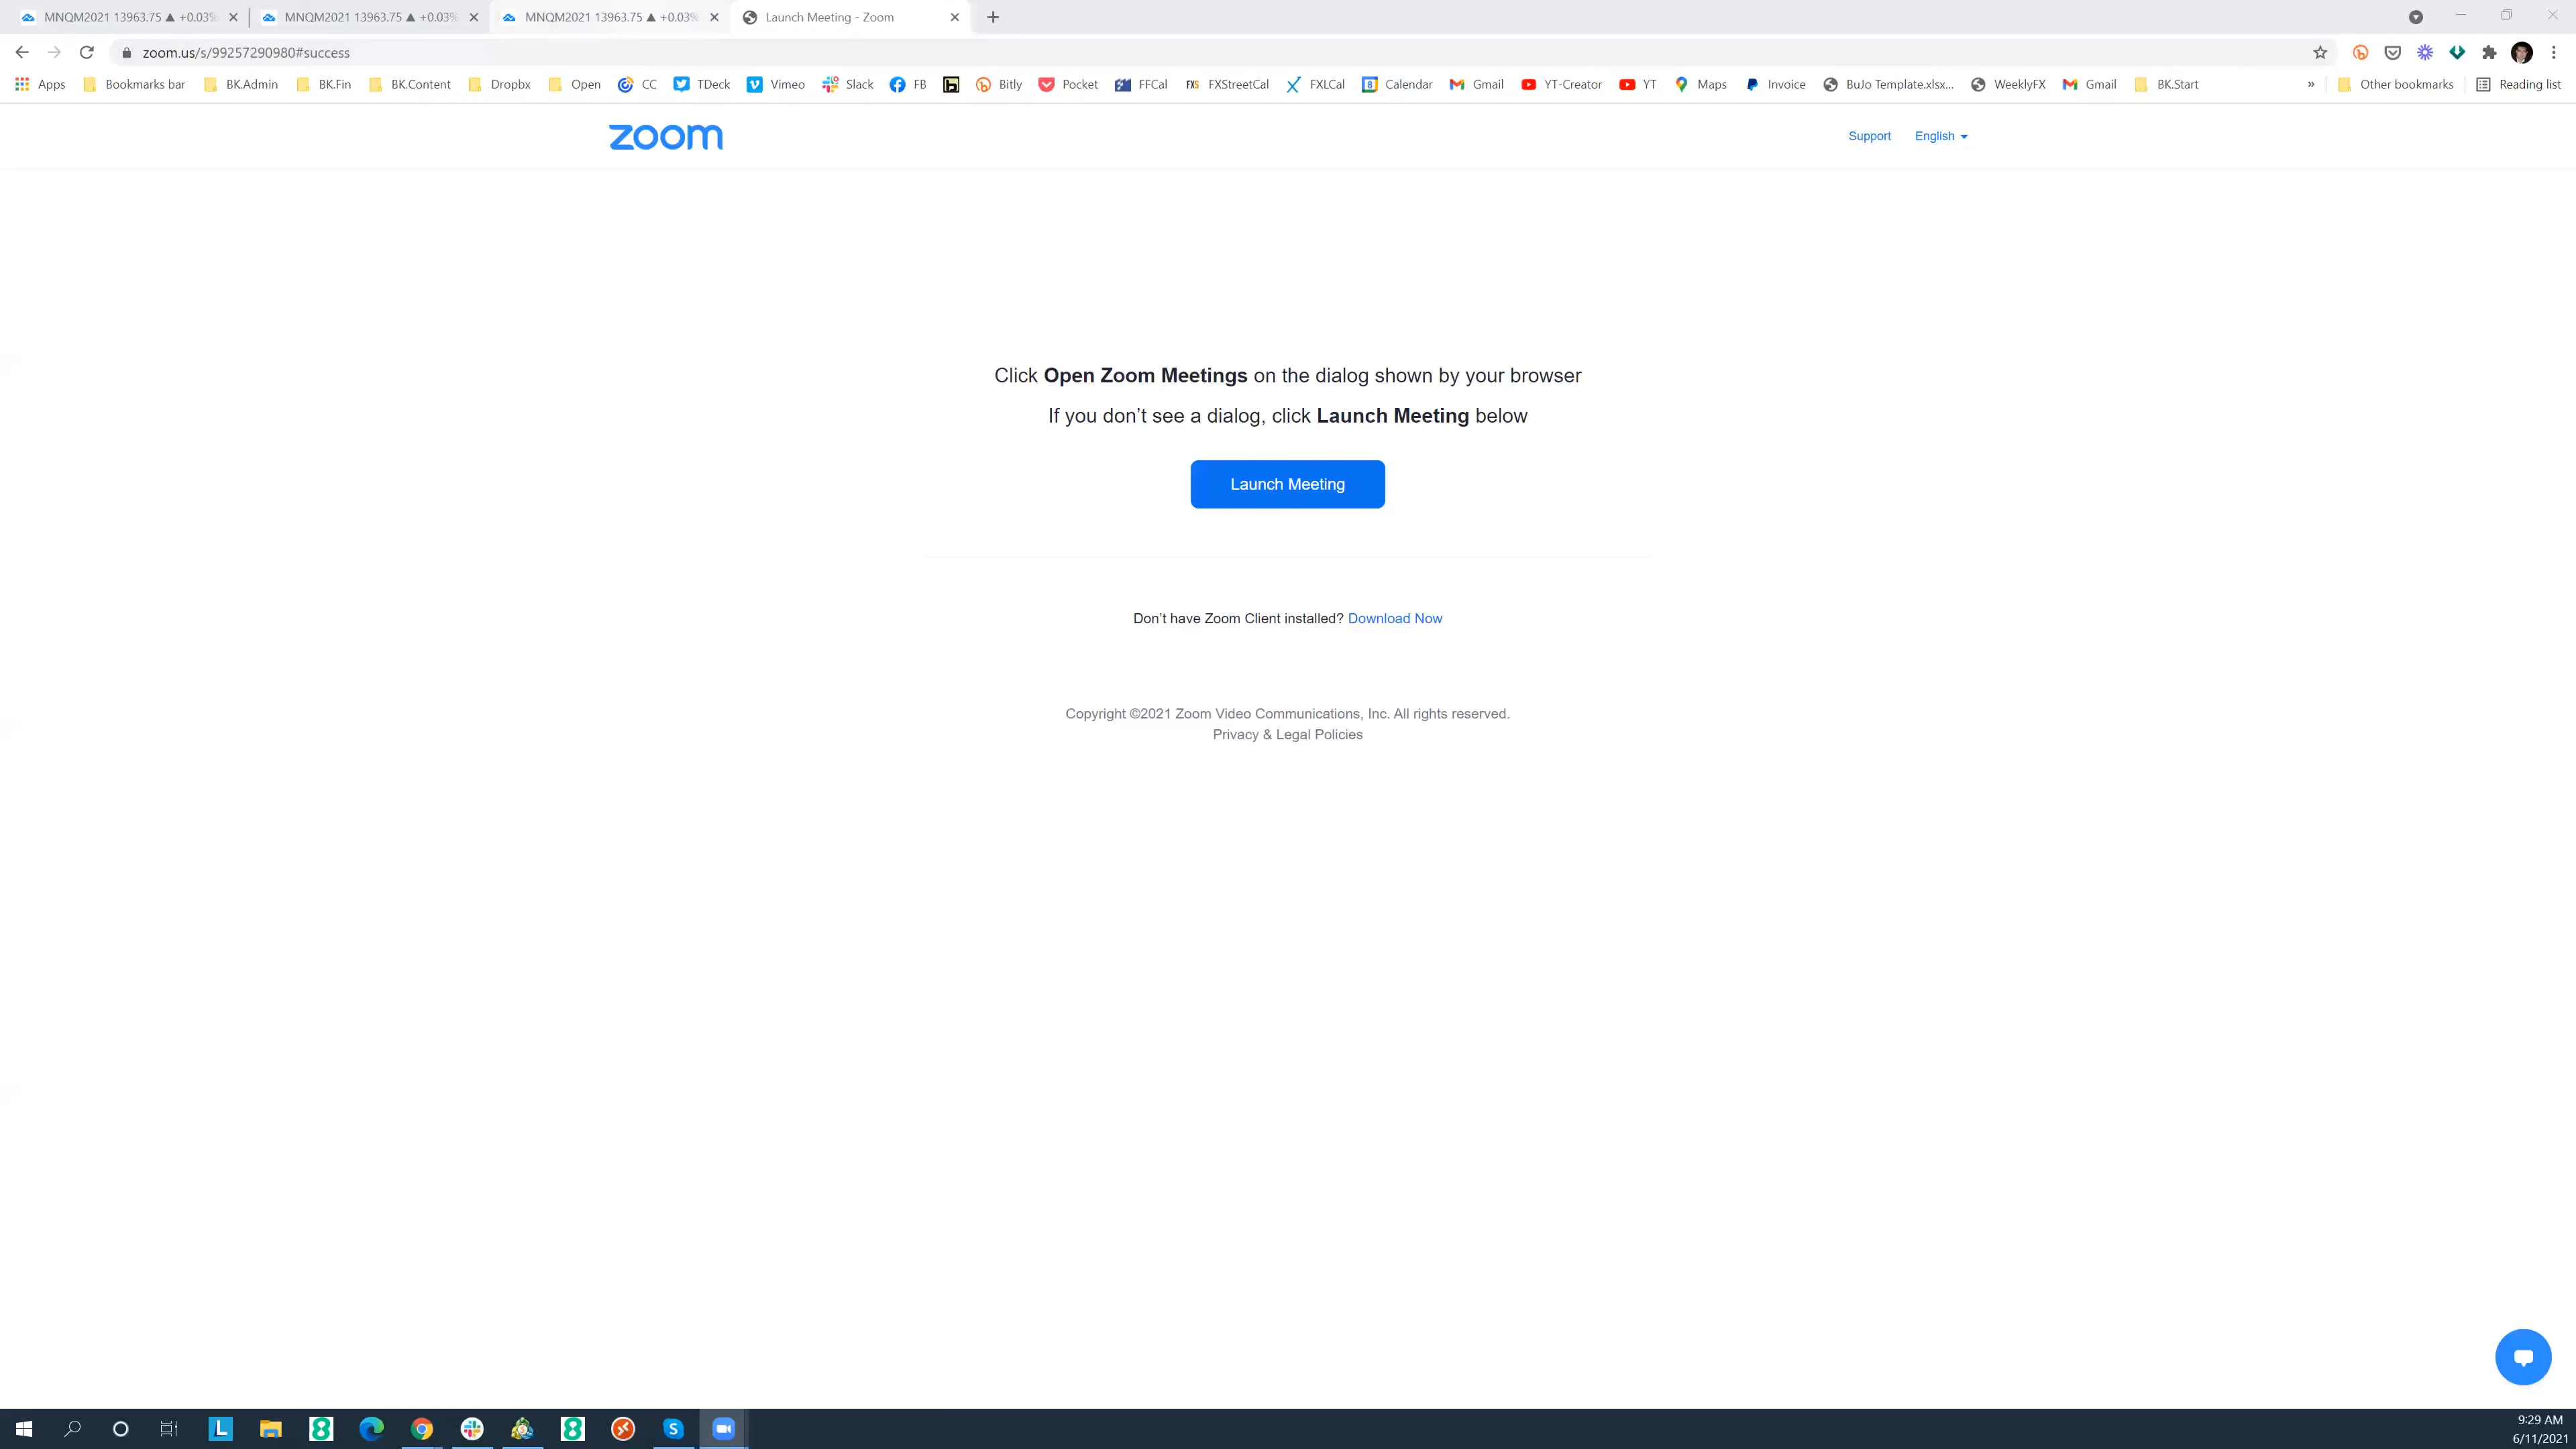 MNQM2021 13963.75 ▲ +0.03% MNQM2021 13963.75 ▲ +0.03% MNQM2021 13963.75 ▲ +0.03% Launch Meeting - Zoom
zoom.us/s/99257290980#success
Apps Bookmarks bar BK.Admin BK.Fin BK.Content Dropbx Open CC TDeck Vimeo Slack FB Bitly Pocket FFCal FXS FXStreetCal FXLCal 8 Calendar Gmail YT-Creator YT Maps Invoice BuJo Template.xlsx... WeeklyFX Gmail BK.Start » Other bookmarks Reading list
zoom Support English
Click Open Zoom Meetings on the dialog shown by your browser
If you don’t see a dialog, click Launch Meeting below
Launch Meeting
Don’t have Zoom Client installed? Download Now
Copyright ©2021 Zoom Video Communications, Inc. All rights reserved.
Privacy & Legal Policies
L 8 8 S 9:29 AM
6/11/2021